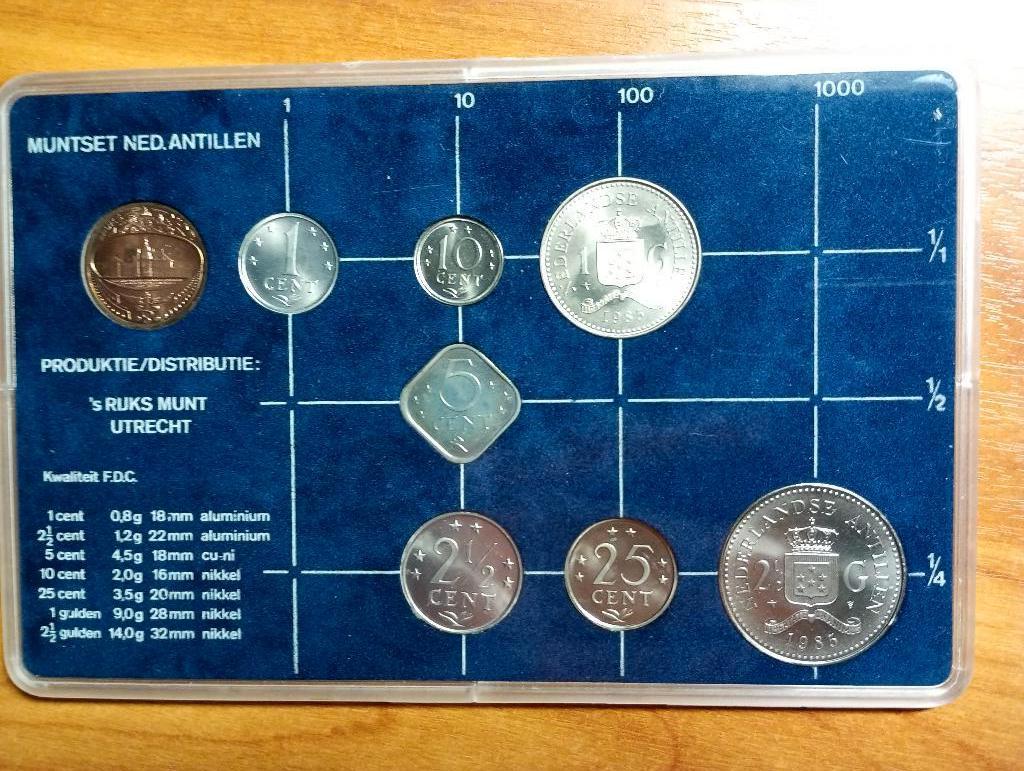 1 10 100 1000
MUNTSET NED. ANTILLEN
1 CENT
10 CENT
NEDERLANDSE ANTILLEN
1 G
1985
1/1
PRODUKTIE/DISTRIBUTIE:
's RIJKS MUNT
UTRECHT
5 CENT
1/2
Kwaliteit F.D.C.
1 cent 0,8g 18mm aluminium
2½ cent 1,2g 22mm aluminium
5 cent 4,5g 18mm cu-ni
10 cent 2,0g 16mm nikkel
25 cent 3,5g 20mm nikkel
1 gulden 9,0g 28mm nikkel
2½ gulden 14,0g 32mm nikkel
2 1/2
CENT
25
CENT
NEDERLANDSE ANTILLEN
2½ G
1985
1/4